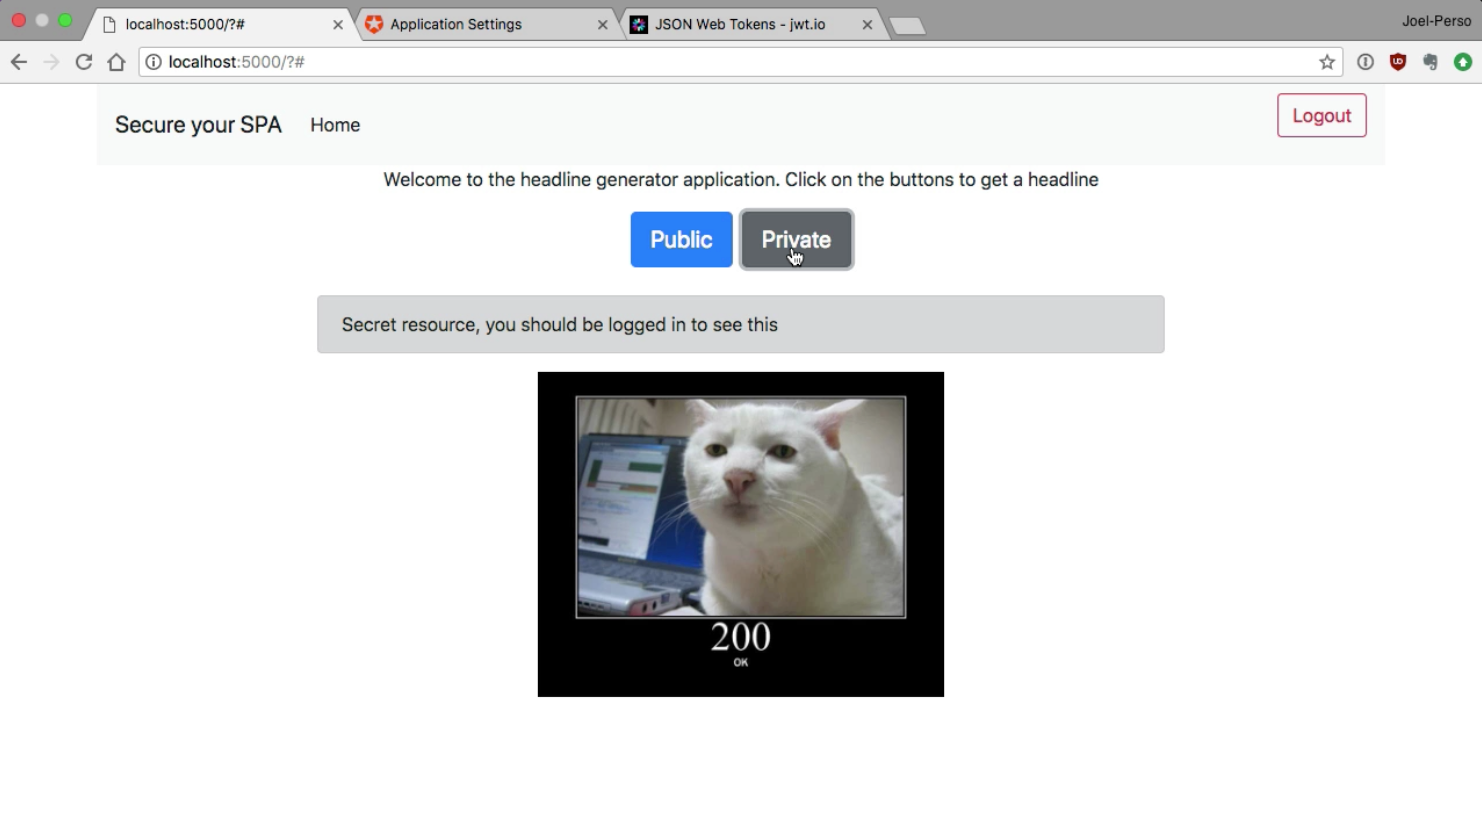 localhost:5000/?#
Application Settings
JSON Web Tokens - jwt.io
Joel-Perso
localhost:5000/?#
Secure your SPA
Home
Logout
Welcome to the headline generator application. Click on the buttons to get a headline
Public
Private
Secret resource, you should be logged in to see this
200
OK